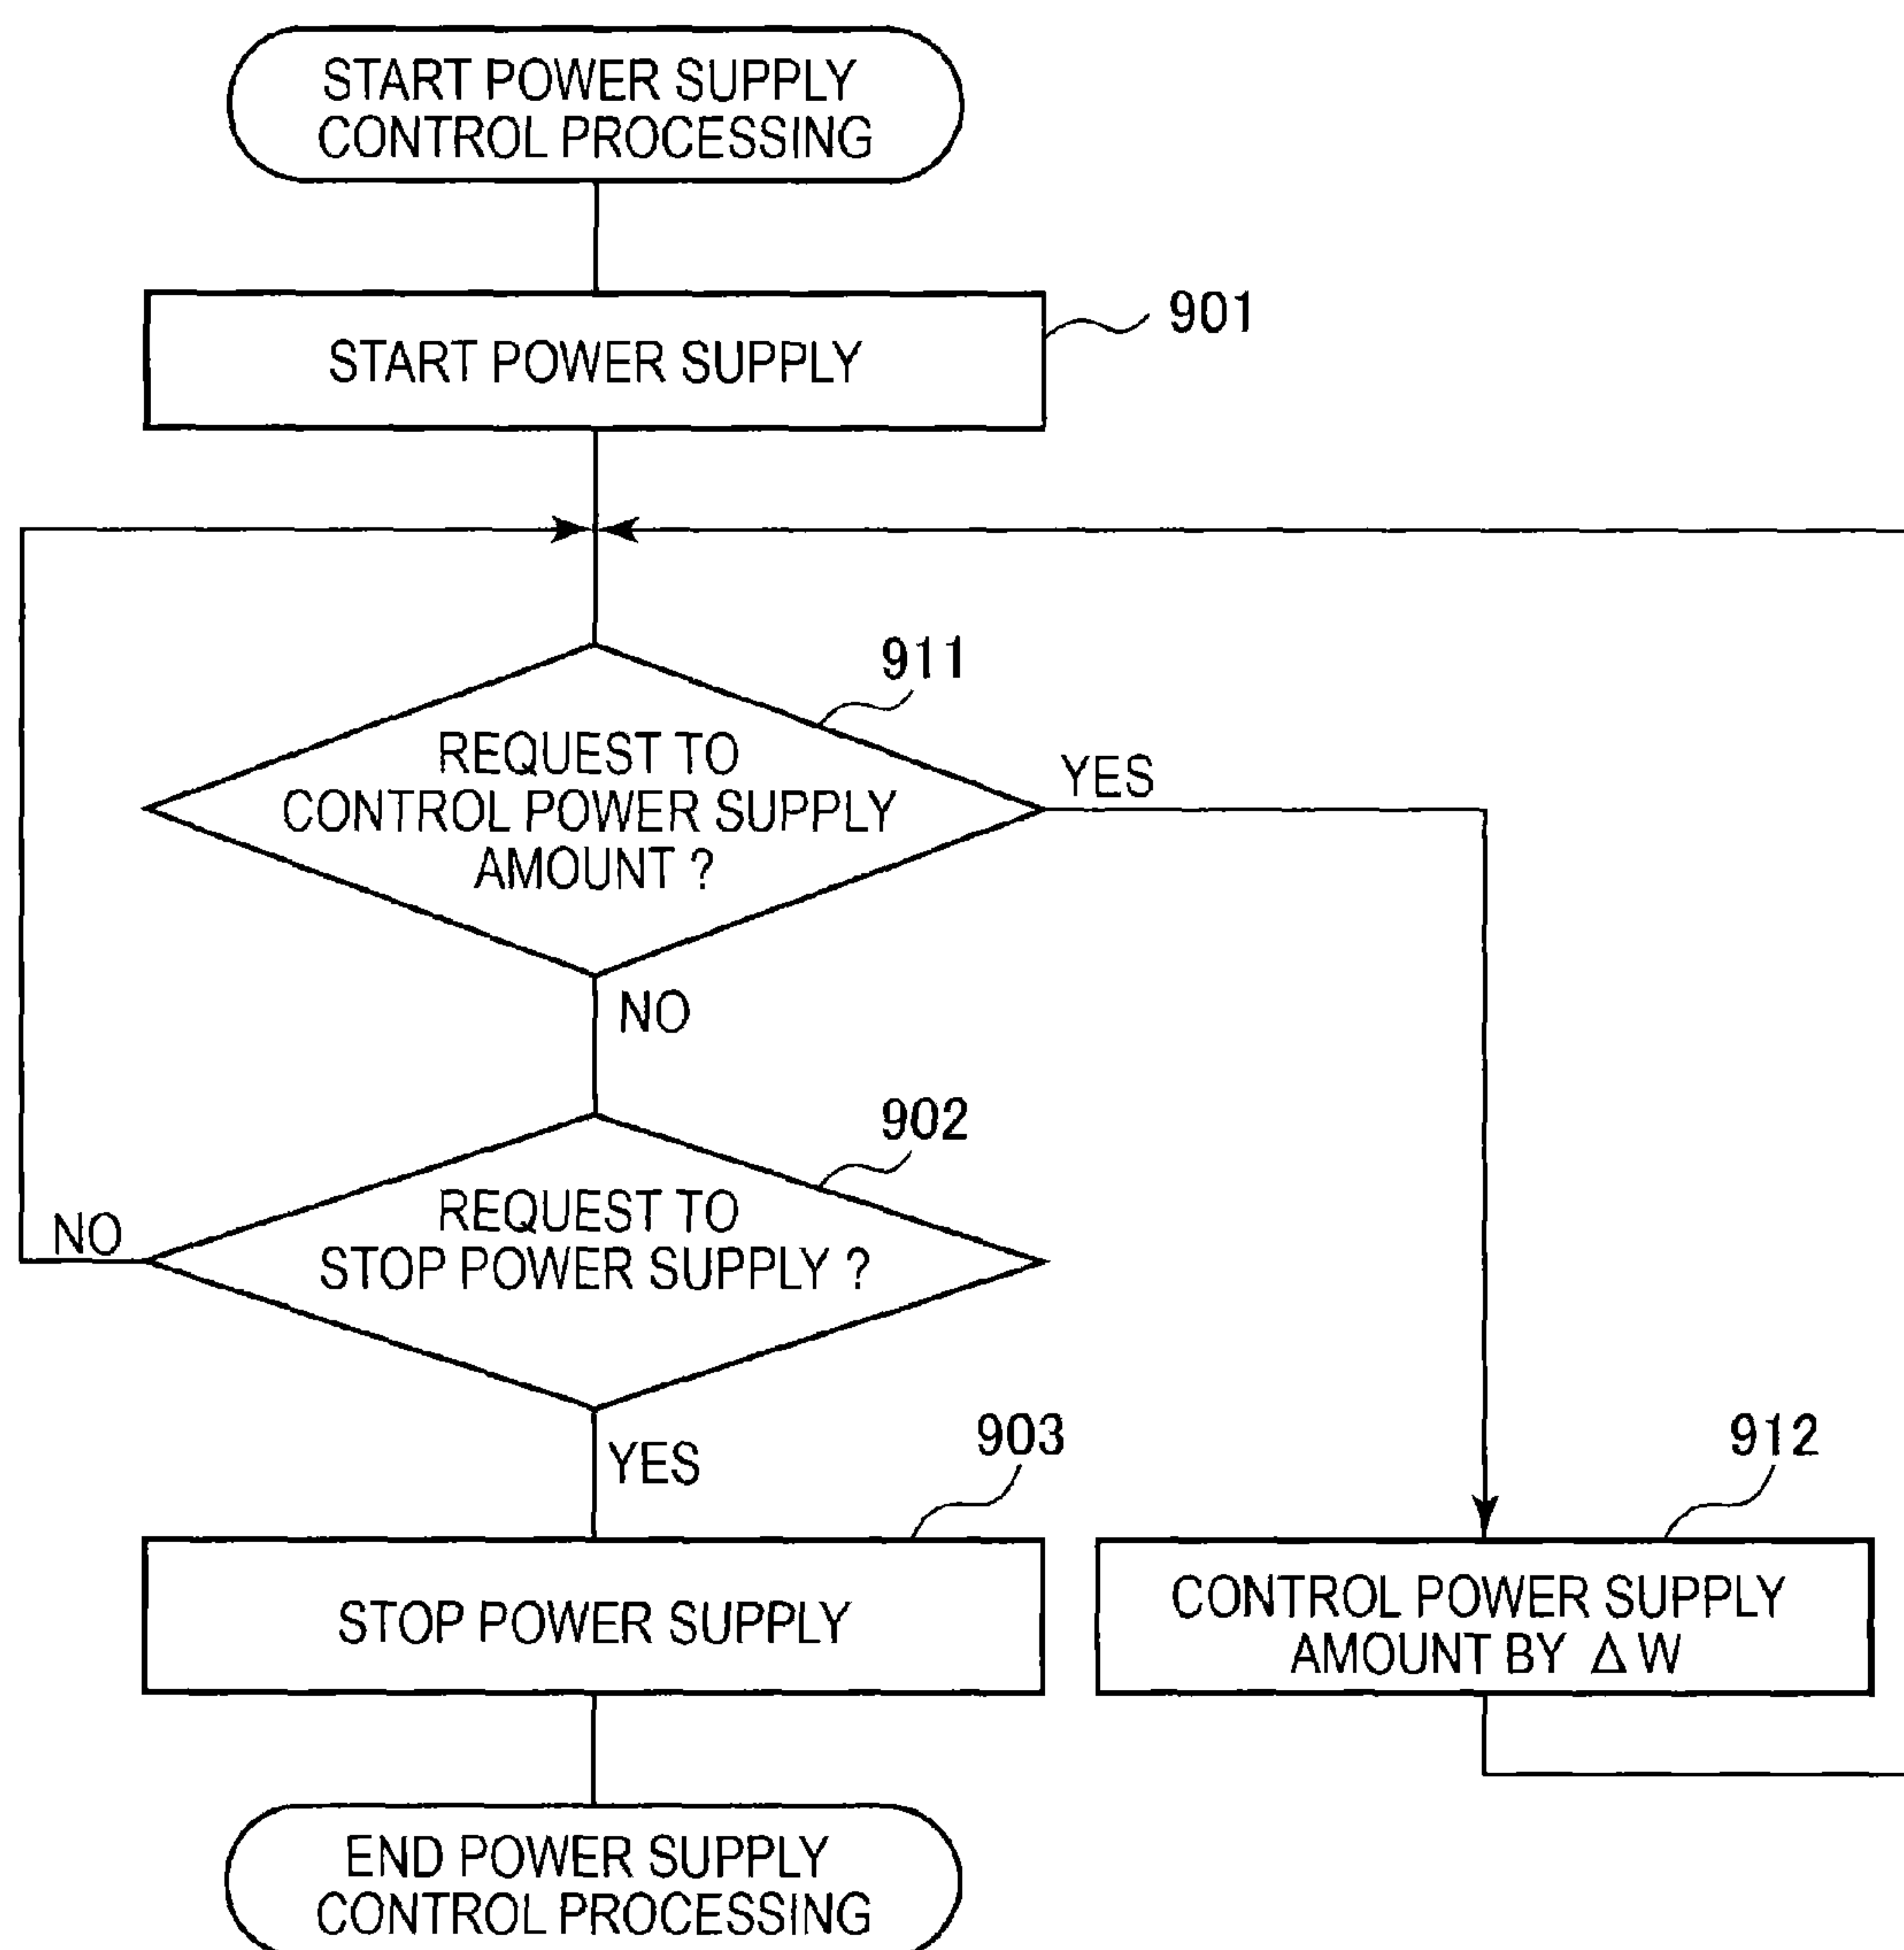 START POWER SUPPLY
CONTROL PROCESSING
901
START POWER SUPPLY
911
REQUEST TO
CONTROL POWER SUPPLY
AMOUNT ?
YES
NO
902
REQUEST TO
STOP POWER SUPPLY ?
NO
YES
903
STOP POWER SUPPLY
912
CONTROL POWER SUPPLY
AMOUNT BY Δ W
END POWER SUPPLY
CONTROL PROCESSING